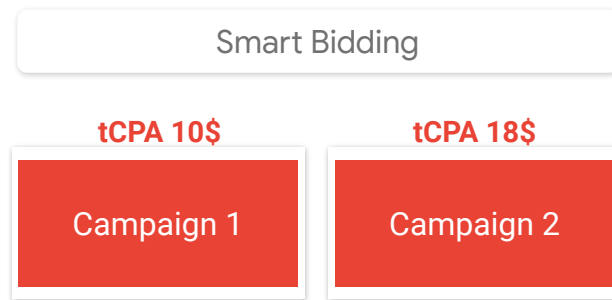 Smart Bidding
tCPA 10$ tCPA 18$
Campaign 1 Campaign 2